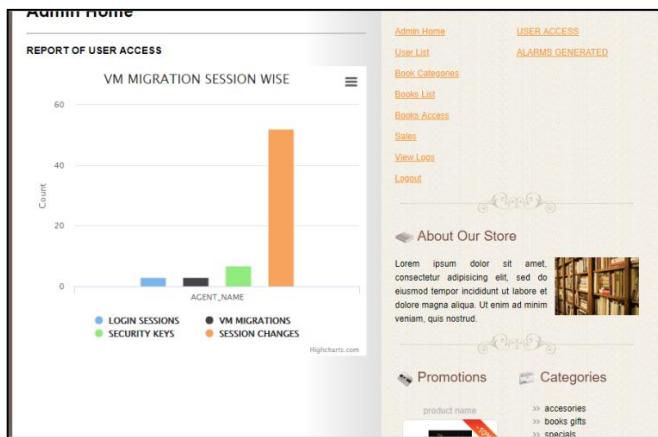 Admin Home
REPORT OF USER ACCESS
VM MIGRATION SESSION WISE
60
40
20
0
Count
AGENT_NAME
LOGIN SESSIONS
VM MIGRATIONS
SECURITY KEYS
SESSION CHANGES
Highcharts.com
Admin Home
USER ACCESS
User List
ALARMS GENERATED
Book Categories
Books List
Books Access
Sales
View Logs
Logout
About Our Store
Lorem ipsum dolor sit amet,
consectetur adipisicing elit, sed do
eiusmod tempor incididunt ut labore et
dolore magna aliqua. Ut enim ad minim
veniam, quis nostrud.
Promotions
product name
-10%
Categories
>> accesories
>> books gifts
>> specials